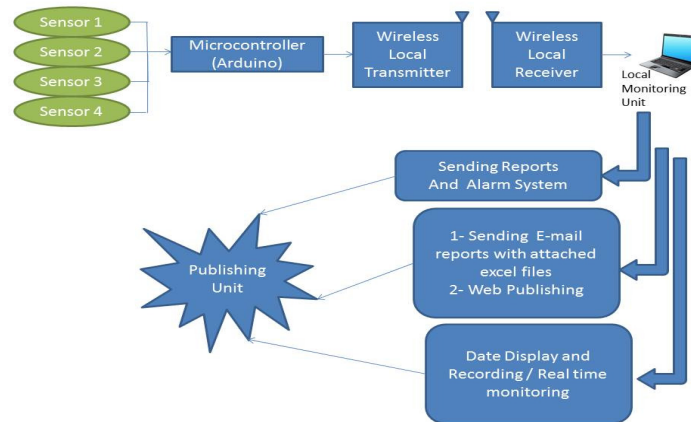 Sensor 1
Sensor 2
Sensor 3
Sensor 4
Microcontroller
(Arduino)
Wireless
Local
Transmitter
Wireless
Local
Receiver
Local
Monitoring
Unit
Sending Reports
And Alarm System
1- Sending E-mail
reports with attached
excel files
2- Web Publishing
Publishing
Unit
Date Display and
Recording / Real time
monitoring